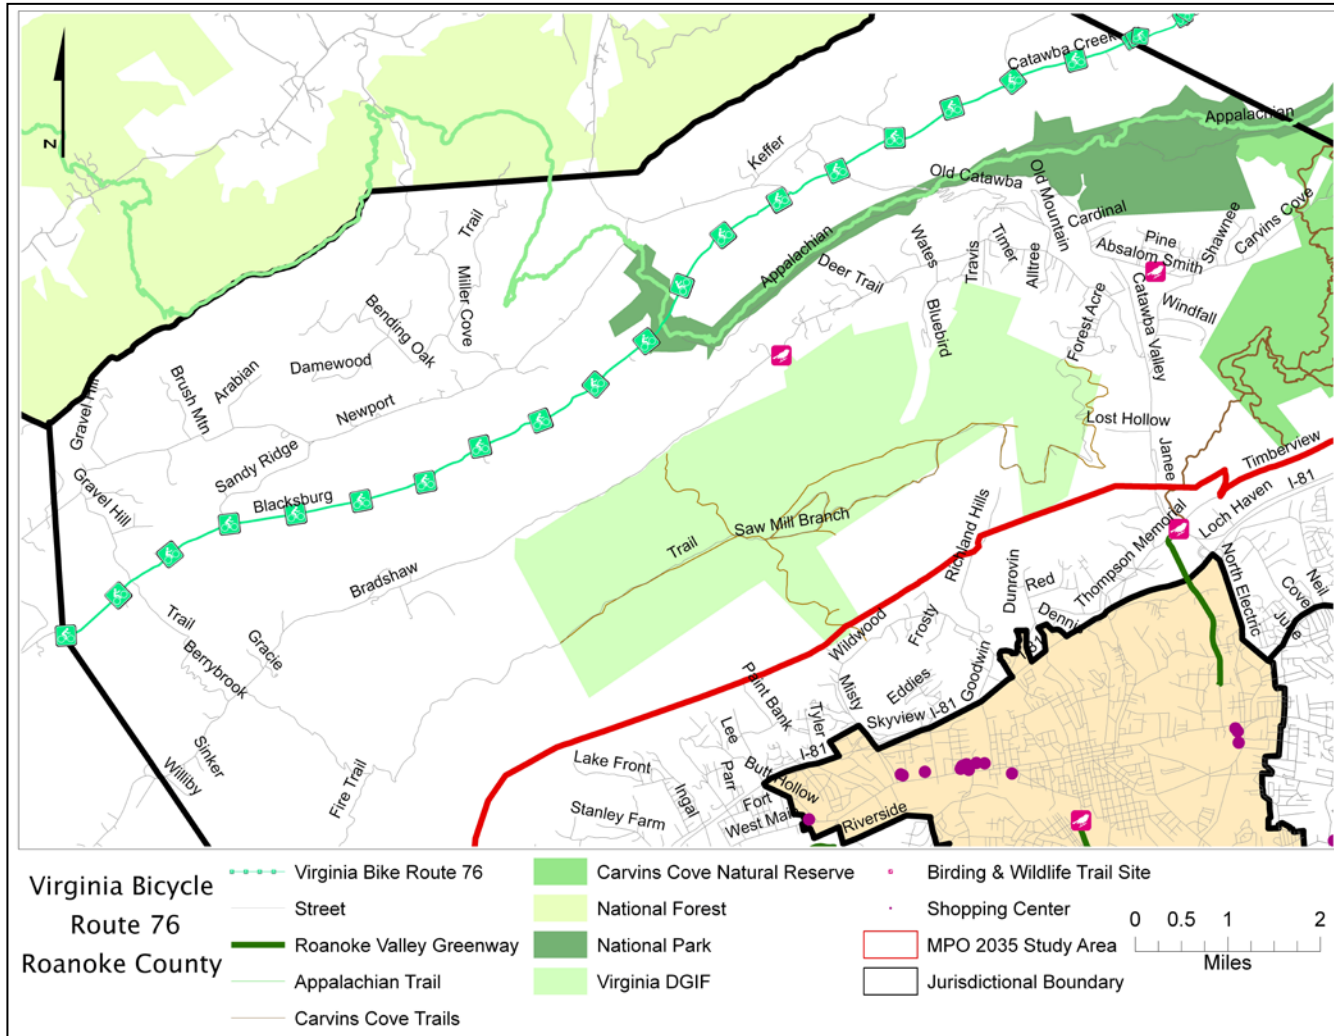 Catawba Creek
Appalachian
N
Keffer
Old Catawba
Old Mountain
Cardinal
Trail
Appalachian
Wates
Travis
Timer
Alltree
Pine
Shawnee
Carvins Cove
Absalom Smith
Deer Trail
Miller Cove
Bending Oak
Damewood
Bluebird
Forest Acre
Catawba Valley
Windfall
Gravel Hill
Brush Mtn
Arabian
Newport
Lost Hollow
Sandy Ridge
Janee
Timberview
Gravel Hill
Blacksburg
Saw Mill Branch
Trail
Richland Hills
Thompson Memorial
Loch Haven
I-81
Bradshaw
Dunrovin
Red
Denni
North Electric
Cove
Neil
June
Trail
Gracie
Berrybrook
Wildwood
Frosty
I-81
Goodwin
Eddies
Misty
Paint Bank
Tyler
Skyview
I-81
Sinker
Williby
Lee
I-81
Lake Front
Parr
Butt Hollow
Fire Trail
Ingal
Fort
Stanley Farm
West Main
Riverside
Virginia Bicycle
Route 76
Roanoke County
Virginia Bike Route 76
Street
Roanoke Valley Greenway
Appalachian Trail
Carvins Cove Trails
Carvins Cove Natural Reserve
National Forest
National Park
Virginia DGIF
Birding & Wildlife Trail Site
Shopping Center
MPO 2035 Study Area
Jurisdictional Boundary
0 0.5 1 2
Miles